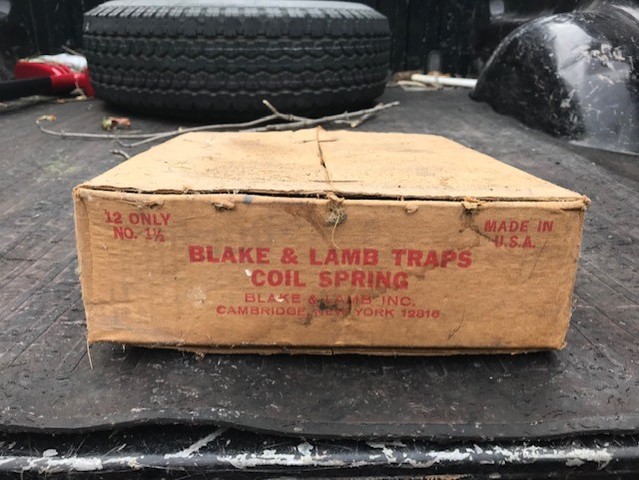 12 ONLY
NO. 1½
MADE IN
U.S.A.
BLAKE & LAMB TRAPS
COIL SPRING
BLAKE & LAMB INC.
CAMBRIDGE NEW YORK 12816